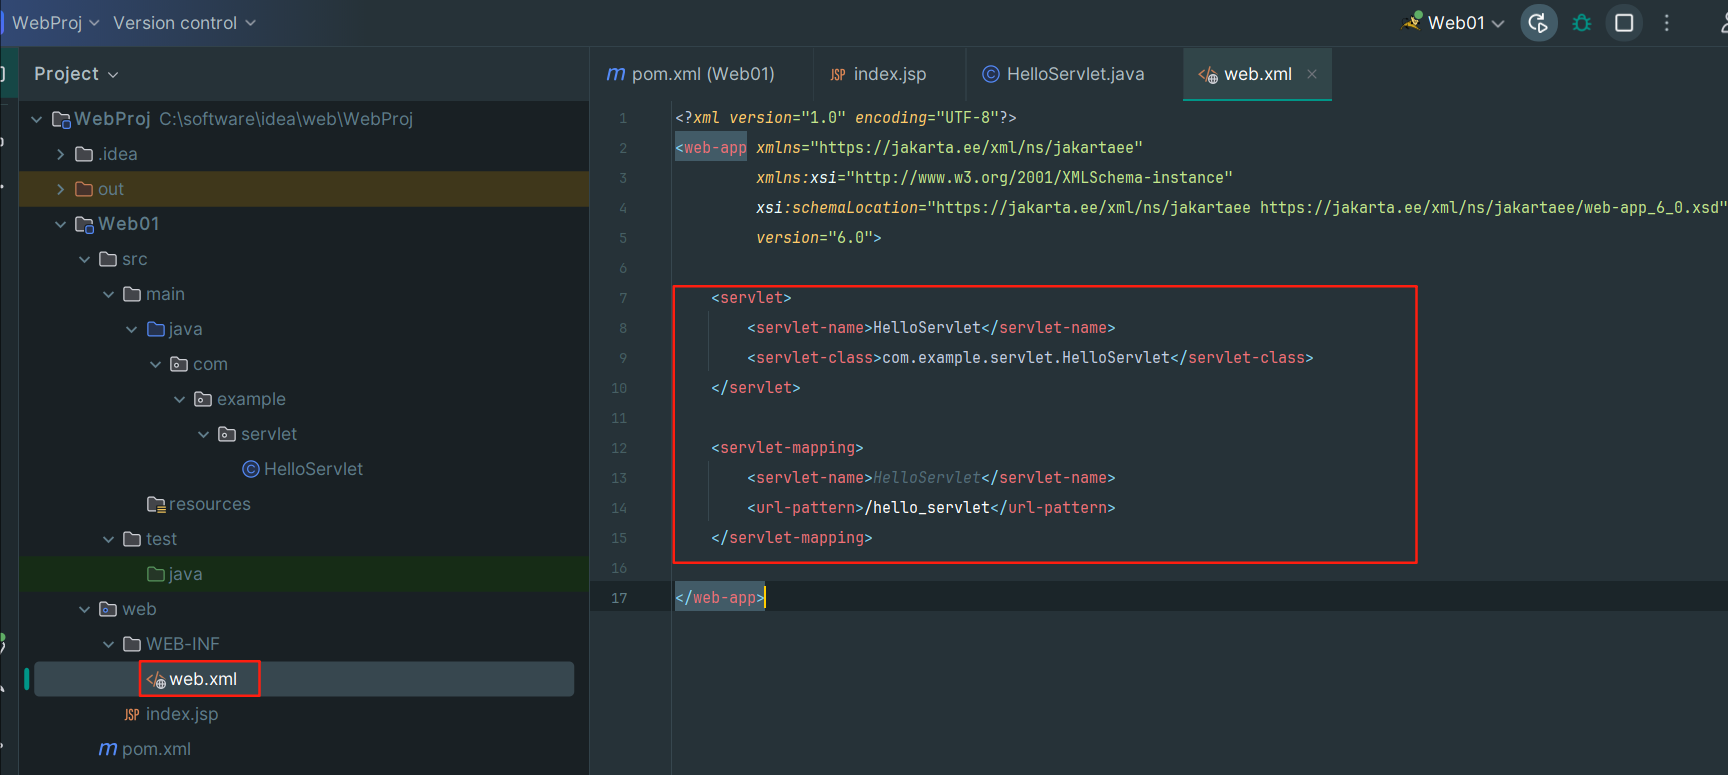 WebProj Version control Web01
Project
WebProj C:\software\idea\web\WebProj
.idea
out
Web01
src
main
java
com
example
servlet
HelloServlet
resources
test
java
web
WEB-INF
web.xml
JSP index.jsp
m pom.xml
m pom.xml (Web01) JSP index.jsp HelloServlet.java web.xml
1 <?xml version="1.0" encoding="UTF-8"?>
2 <web-app xmlns="https://jakarta.ee/xml/ns/jakartaee"
3 xmlns:xsi="http://www.w3.org/2001/XMLSchema-instance"
4 xsi:schemaLocation="https://jakarta.ee/xml/ns/jakartaee https://jakarta.ee/xml/ns/jakartaee/web-app_6_0.xsd"
5 version="6.0">
6
7 <servlet>
8 <servlet-name>HelloServlet</servlet-name>
9 <servlet-class>com.example.servlet.HelloServlet</servlet-class>
10 </servlet>
11
12 <servlet-mapping>
13 <servlet-name>HelloServlet</servlet-name>
14 <url-pattern>/hello_servlet</url-pattern>
15 </servlet-mapping>
16
17 </web-app>